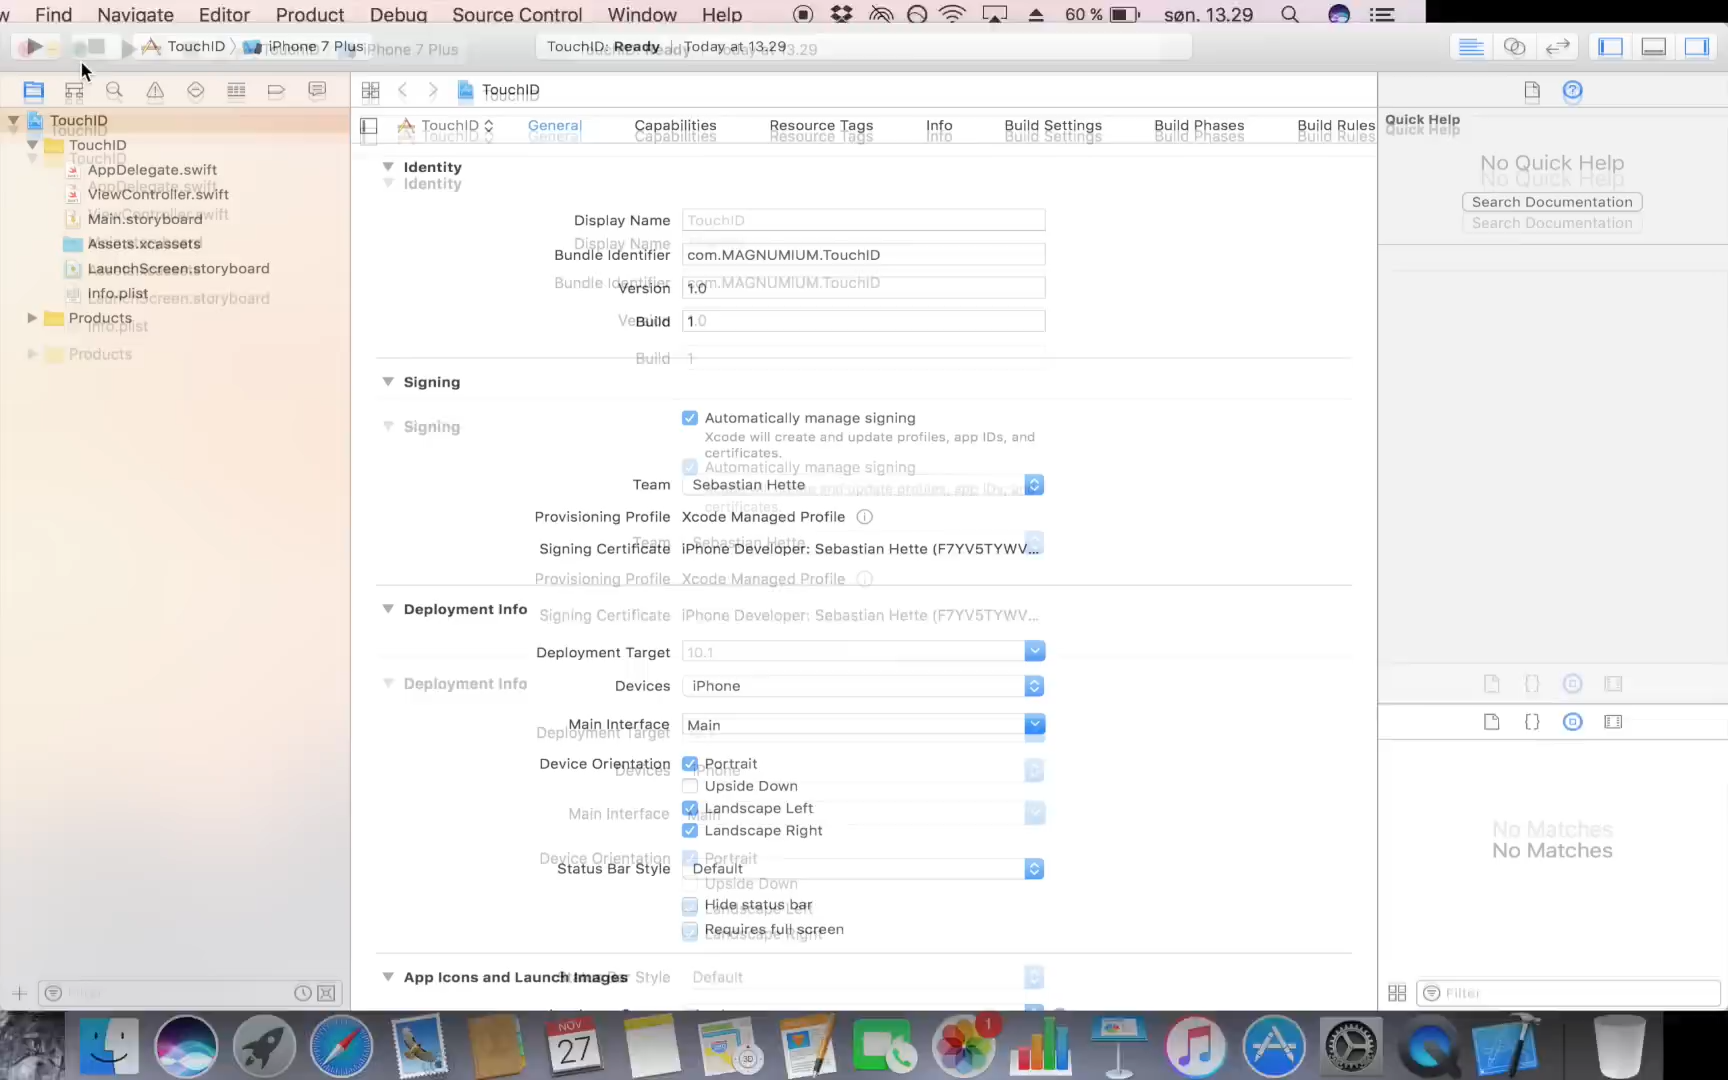 Find Navigate Editor Product Debug Source Control Window Help 60 % søn. 13.29
TouchID iPhone 7 Plus TouchID: Ready Today at 13.29
TouchID
TouchID
TouchID General Capabilities Resource Tags Info Build Settings Build Phases Build Rules
Quick Help
No Quick Help
Search Documentation
TouchID
AppDelegate.swift
ViewController.swift
Main.storyboard
Assets.xcassets
LaunchScreen.storyboard
Info.plist
Products
Identity
Display Name TouchID
Bundle Identifier com.MAGNUMIUM.TouchID
Version 1.0
Build 1
Signing
Automatically manage signing
Xcode will create and update profiles, app IDs, and
certificates.
Team Sebastian Hette
Provisioning Profile Xcode Managed Profile
Signing Certificate iPhone Developer: Sebastian Hette (F7YV5TYWV...
Deployment Info
Deployment Target 10.1
Devices iPhone
Main Interface Main
Device Orientation Portrait
Upside Down
Landscape Left
Landscape Right
Status Bar Style Default
Hide status bar
Requires full screen
App Icons and Launch Images
No Matches
Filter
Filter
NOV
27
3D
1